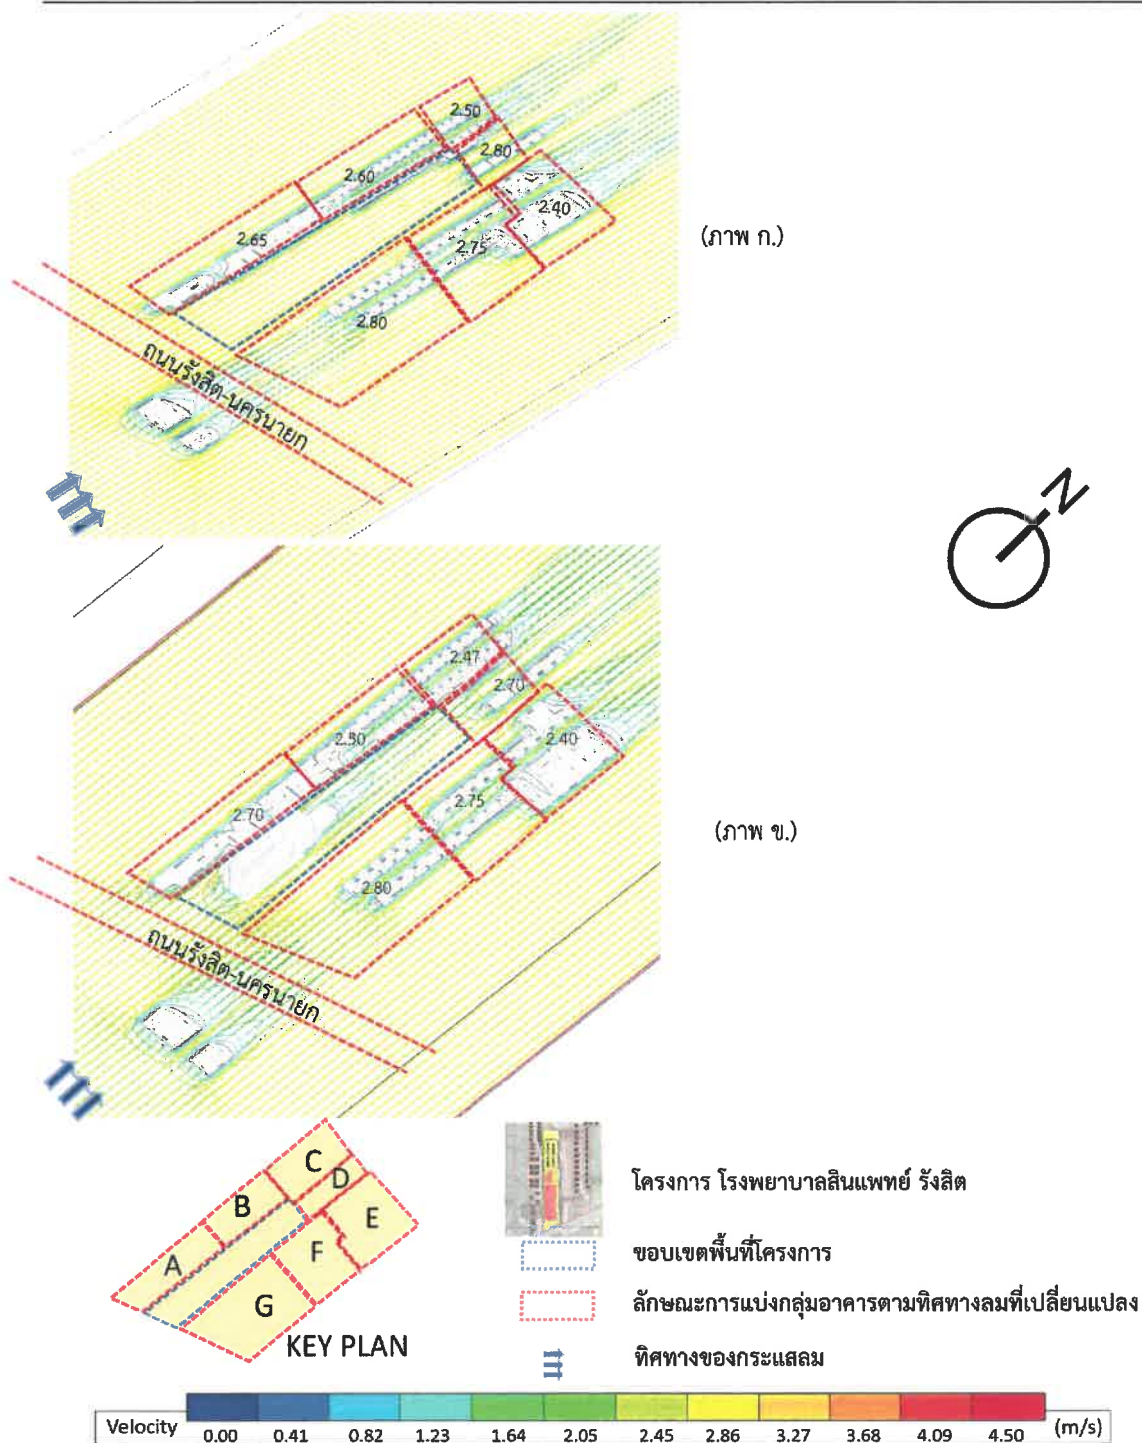 2.50
2.80
2.60
2.40
2.65
2.75
2.80
(ภาพ ก.)
ถนนรังสิต-นครนายก
N
2.47
2.70
2.50
2.40
2.75
2.70
2.80
(ภาพ ข.)
ถนนรังสิต-นครนายก
C
D
B
E
A
F
G
KEY PLAN
โครงการ โรงพยาบาลสินแพทย์ รังสิต
ขอบเขตพื้นที่โครงการ
ลักษณะการแบ่งกลุ่มอาคารตามทิศทางลมที่เปลี่ยนแปลง
ทิศทางของกระแสลม
Velocity 0.00 0.41 0.82 1.23 1.64 2.05 2.45 2.86 3.27 3.68 4.09 4.50 (m/s)